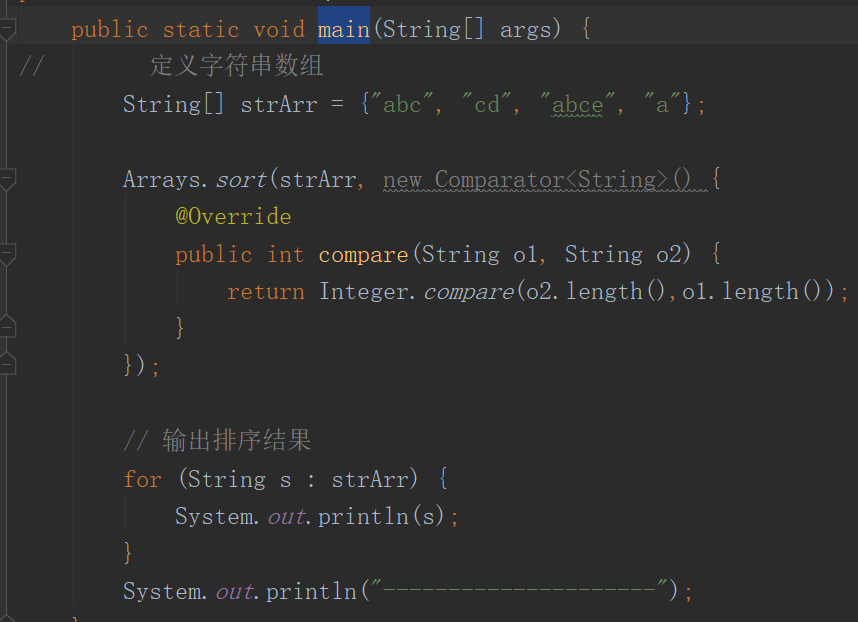 public static void main(String[] args) {
// 定义字符串数组
String[] strArr = {"abc", "cd", "abce", "a"};
Arrays.sort(strArr, new Comparator<String>() {
@Override
public int compare(String o1, String o2) {
return Integer.compare(o2.length(),o1.length());
}
});
// 输出排序结果
for (String s : strArr) {
System.out.println(s);
}
System.out.println("---------------------");